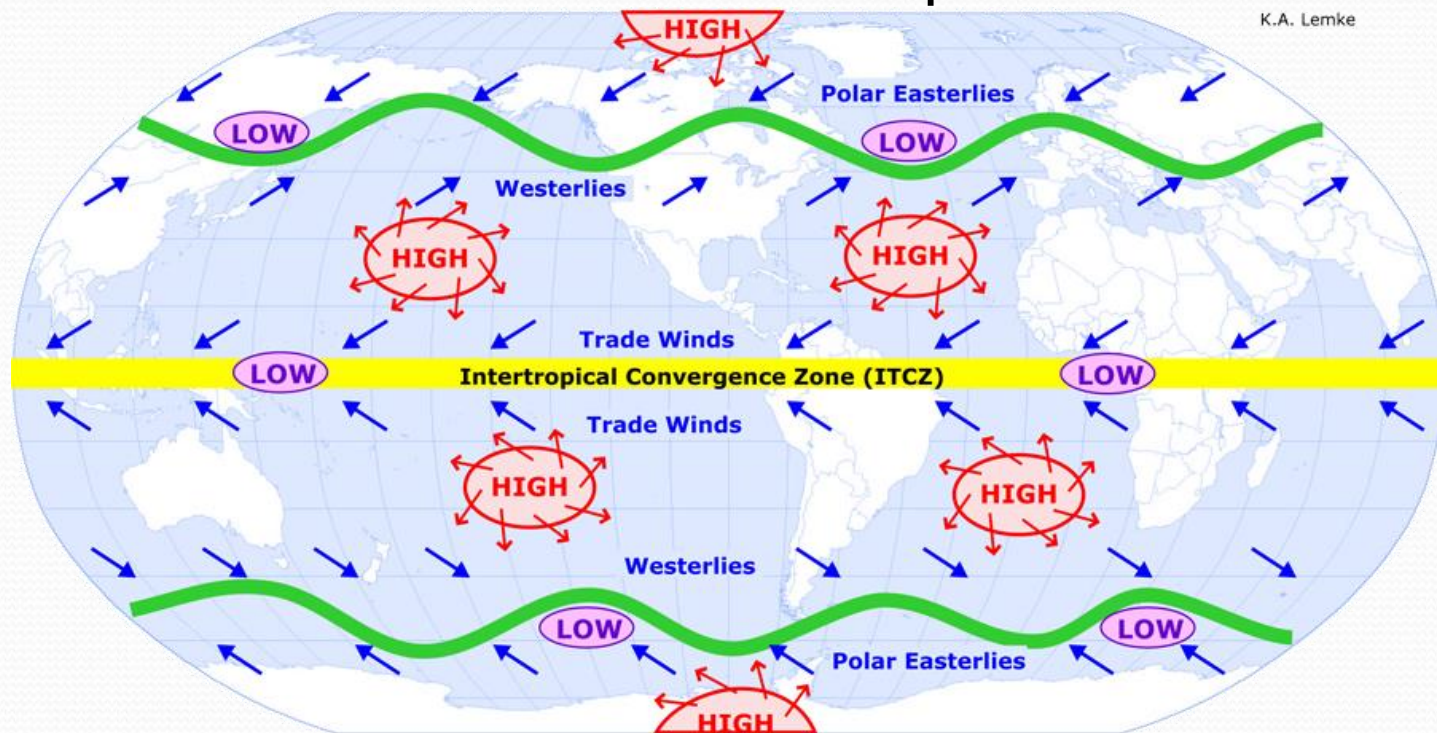 K.A. Lemke
HIGH
Polar Easterlies
LOW
LOW
Westerlies
HIGH
HIGH
Trade Winds
LOW
Intertropical Convergence Zone (ITCZ)
LOW
Trade Winds
HIGH
HIGH
Westerlies
LOW
LOW
Polar Easterlies
HIGH